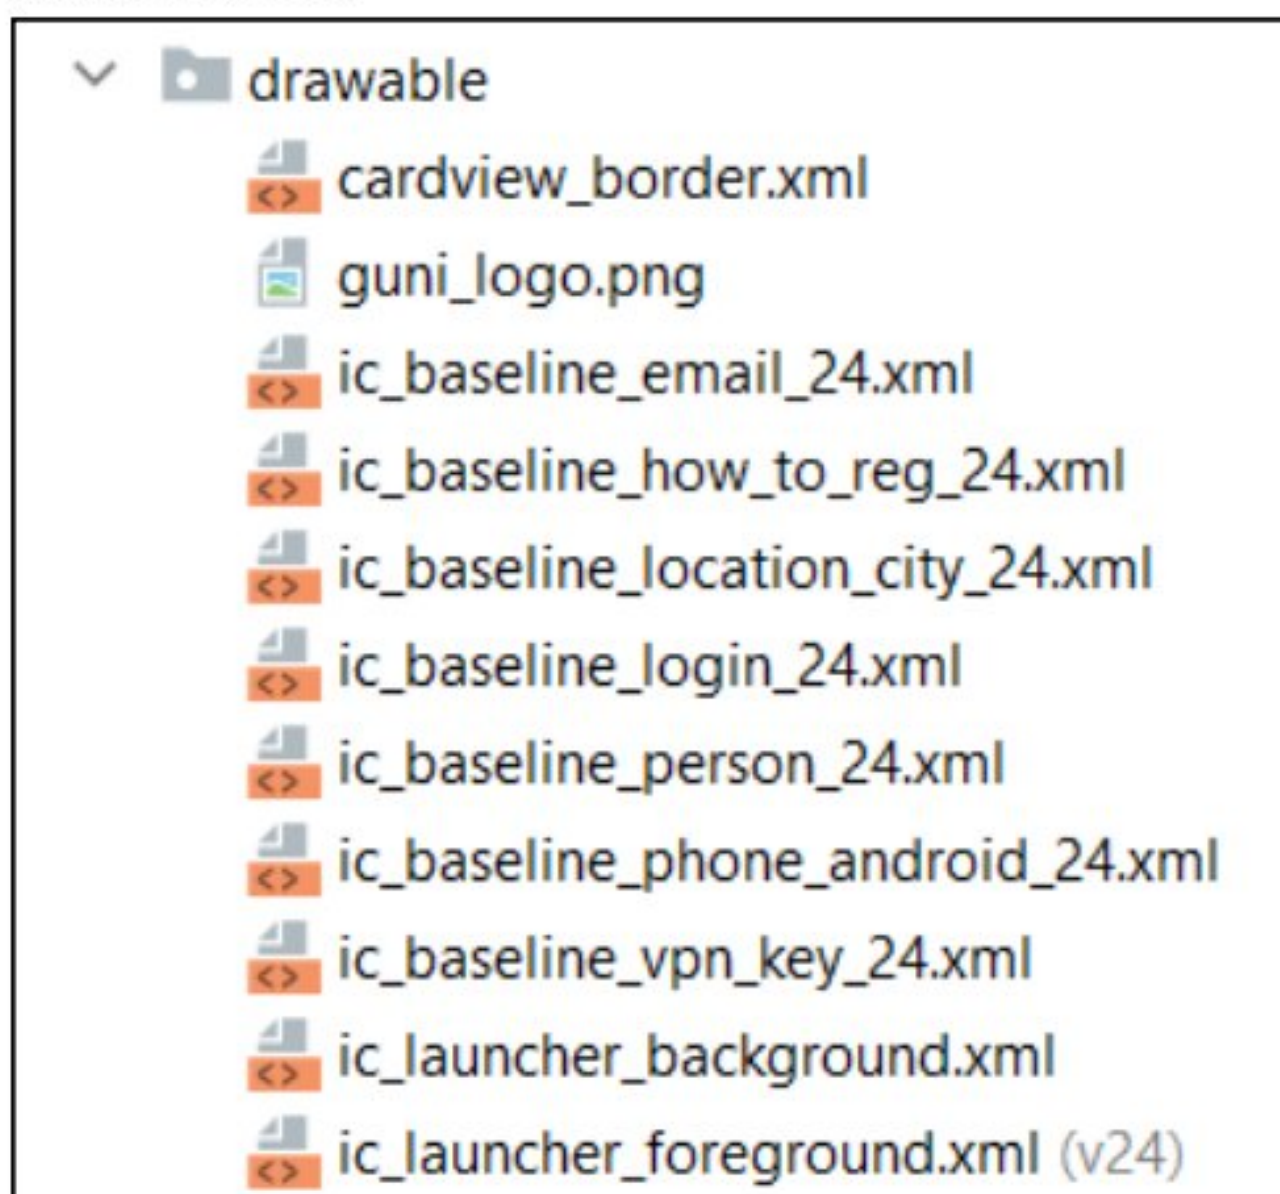 drawable
cardview_border.xml
guni_logo.png
ic_baseline_email_24.xml
ic_baseline_how_to_reg_24.xml
ic_baseline_location_city_24.xml
ic_baseline_login_24.xml
ic_baseline_person_24.xml
ic_baseline_phone_android_24.xml
ic_baseline_vpn_key_24.xml
ic_launcher_background.xml
ic_launcher_foreground.xml (v24)